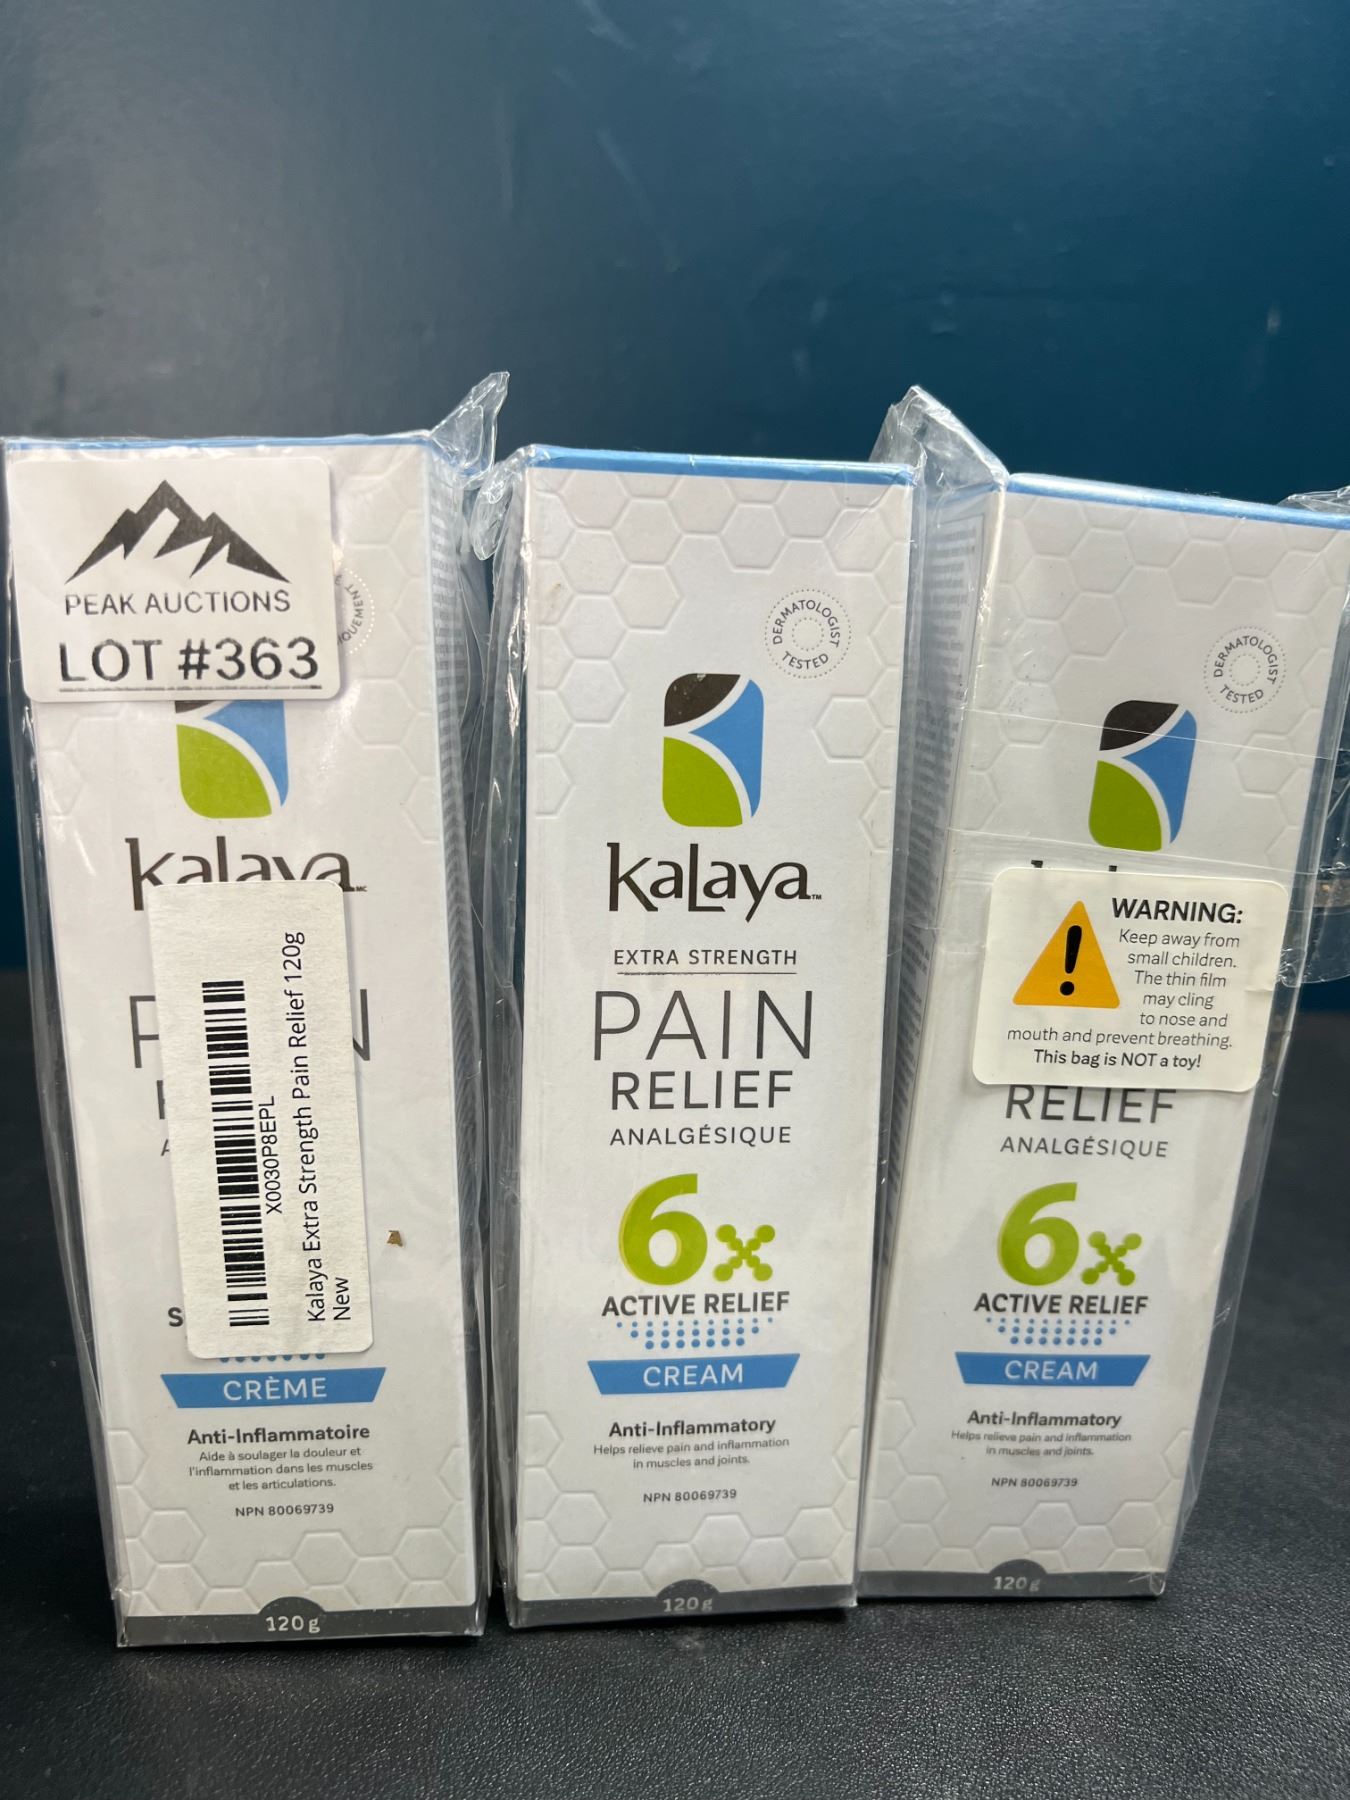 PEAK AUCTIONS
LOT #363
kalaya
X0030P8EPL
Kalaya Extra Strength Pain Relief 120g
New
CRÈME
Anti-Inflammatoire
Aide à soulager la douleur et
l'inflammation dans les muscles
et les articulations.
NPN 80069739
120 g
DERMATOLOGIST
TESTED
kalaya™
EXTRA STRENGTH
PAIN
RELIEF
ANALGÉSIQUE
6x
ACTIVE RELIEF
CREAM
Anti-Inflammatory
Helps relieve pain and inflammation
in muscles and joints.
NPN 80069739
120 g
DERMATOLOGIST
TESTED
WARNING:
Keep away from
small children.
The thin film
may cling
to nose and
mouth and prevent breathing.
This bag is NOT a toy!
RELIEF
ANALGÉSIQUE
6x
ACTIVE RELIEF
CREAM
Anti-Inflammatory
Helps relieve pain and inflammation
in muscles and joints.
NPN 80069739
120 g